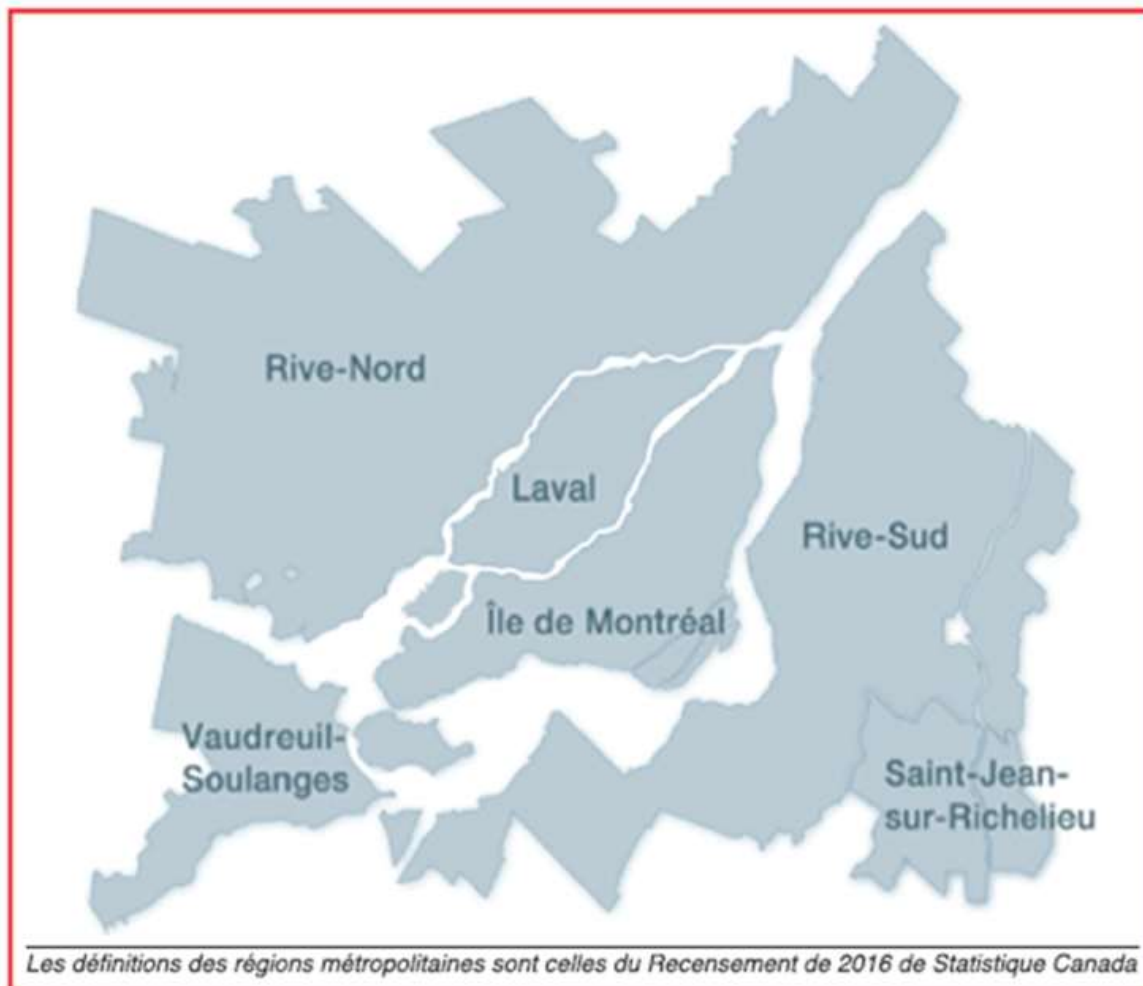 Rive-Nord
Laval
Rive-Sud
Île de Montréal
Vaudreuil-
Soulanges
Saint-Jean-
sur-Richelieu
Les définitions des régions métropolitaines sont celles du Recensement de 2016 de Statistique Canada